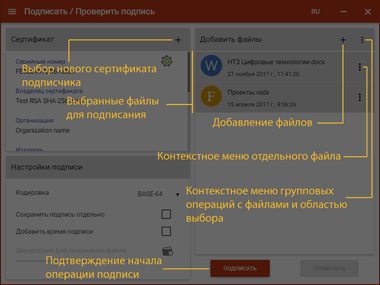 Подписать / Проверить подпись
RU
Сертификат
Добавить файлы
Серийный номер
Выбор нового сертификата
подписчика
Владелец сертификата
Test RSA SHA-256
Выбранные файлы
для подписания
Организация
Organization name
W
НТЗ Цифровые технологии.docx
27 ноября 2017 г., 17:41:20
F
Проекты.vsdx
15 апреля 2017 г., 9:36:26
Добавление файлов
Контекстное меню отдельного файла
Контекстное меню групповых
операций с файлами и областью
выбора
Настройки подписи
Кодировка
BASE-64
Сохранить подпись отдельно
Добавить время подписи
Директория для сохранения файла
Подтверждение начала
операции подписи
ПОДПИСАТЬ
ПРОВЕРИТЬ